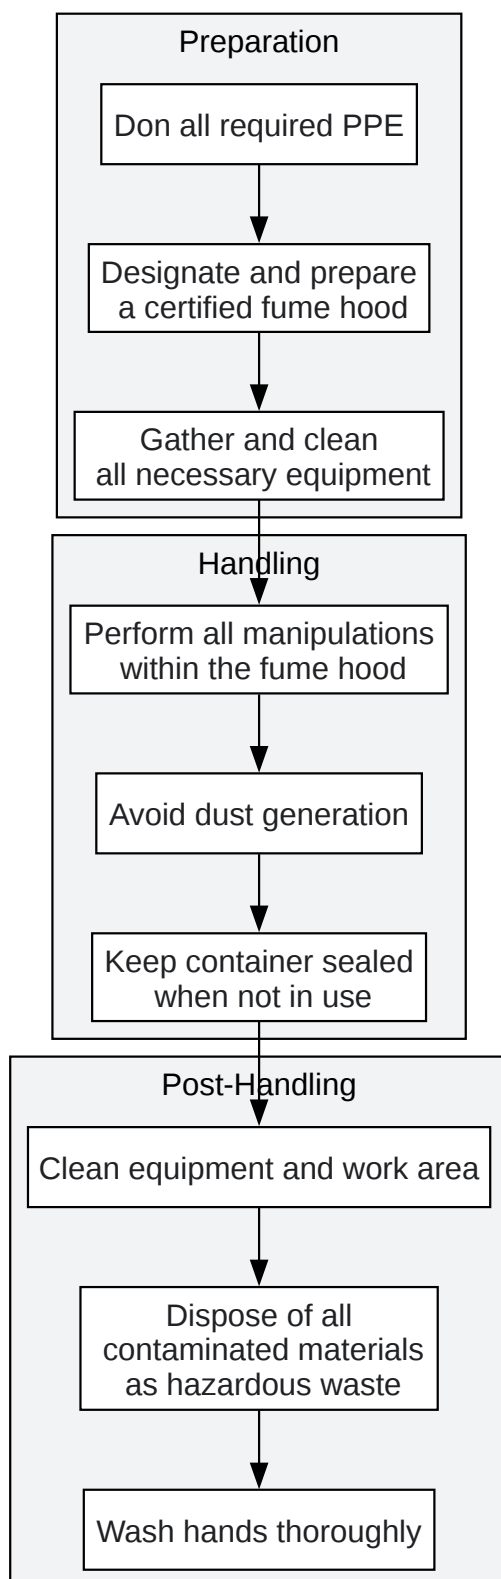 Preparation
Don all required PPE
Designate and prepare
a certified fume hood
Gather and clean
all necessary equipment
Handling
Perform all manipulations
within the fume hood
Avoid dust generation
Keep container sealed
when not in use
Post-Handling
Clean equipment and work area
Dispose of all
contaminated materials
as hazardous waste
Wash hands thoroughly